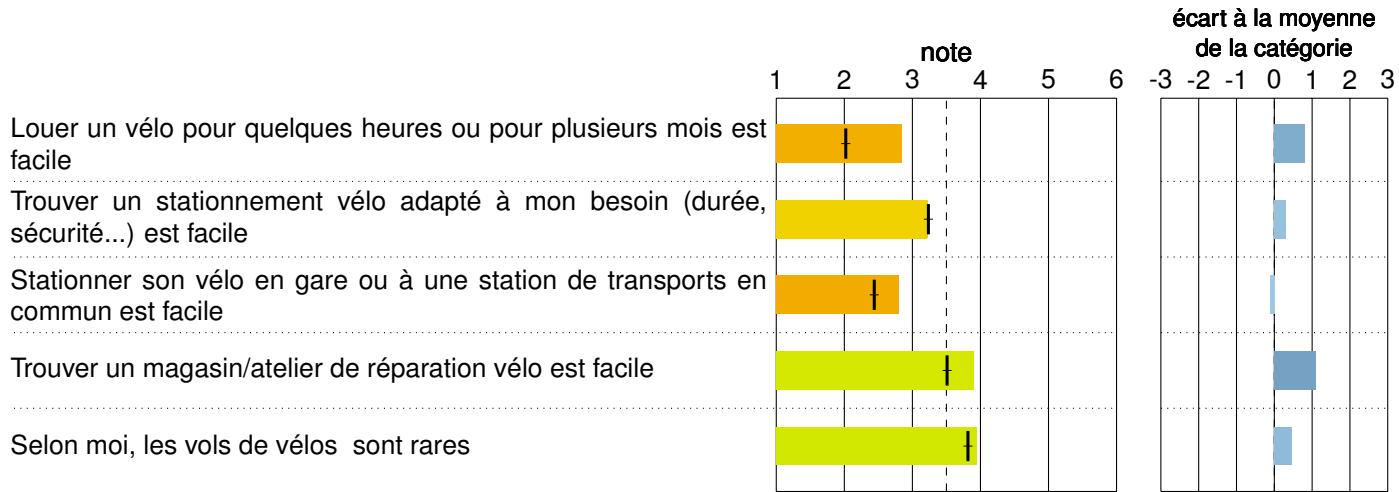 écart à la moyenne
de la catégorie
note
1 2 3 4 5 6
-3 -2 -1 0 1 2 3
Louer un vélo pour quelques heures ou pour plusieurs mois est
facile
Trouver un stationnement vélo adapté à mon besoin (durée,
sécurité...) est facile
Stationner son vélo en gare ou à une station de transports en
commun est facile
Trouver un magasin/atelier de réparation vélo est facile
Selon moi, les vols de vélos sont rares